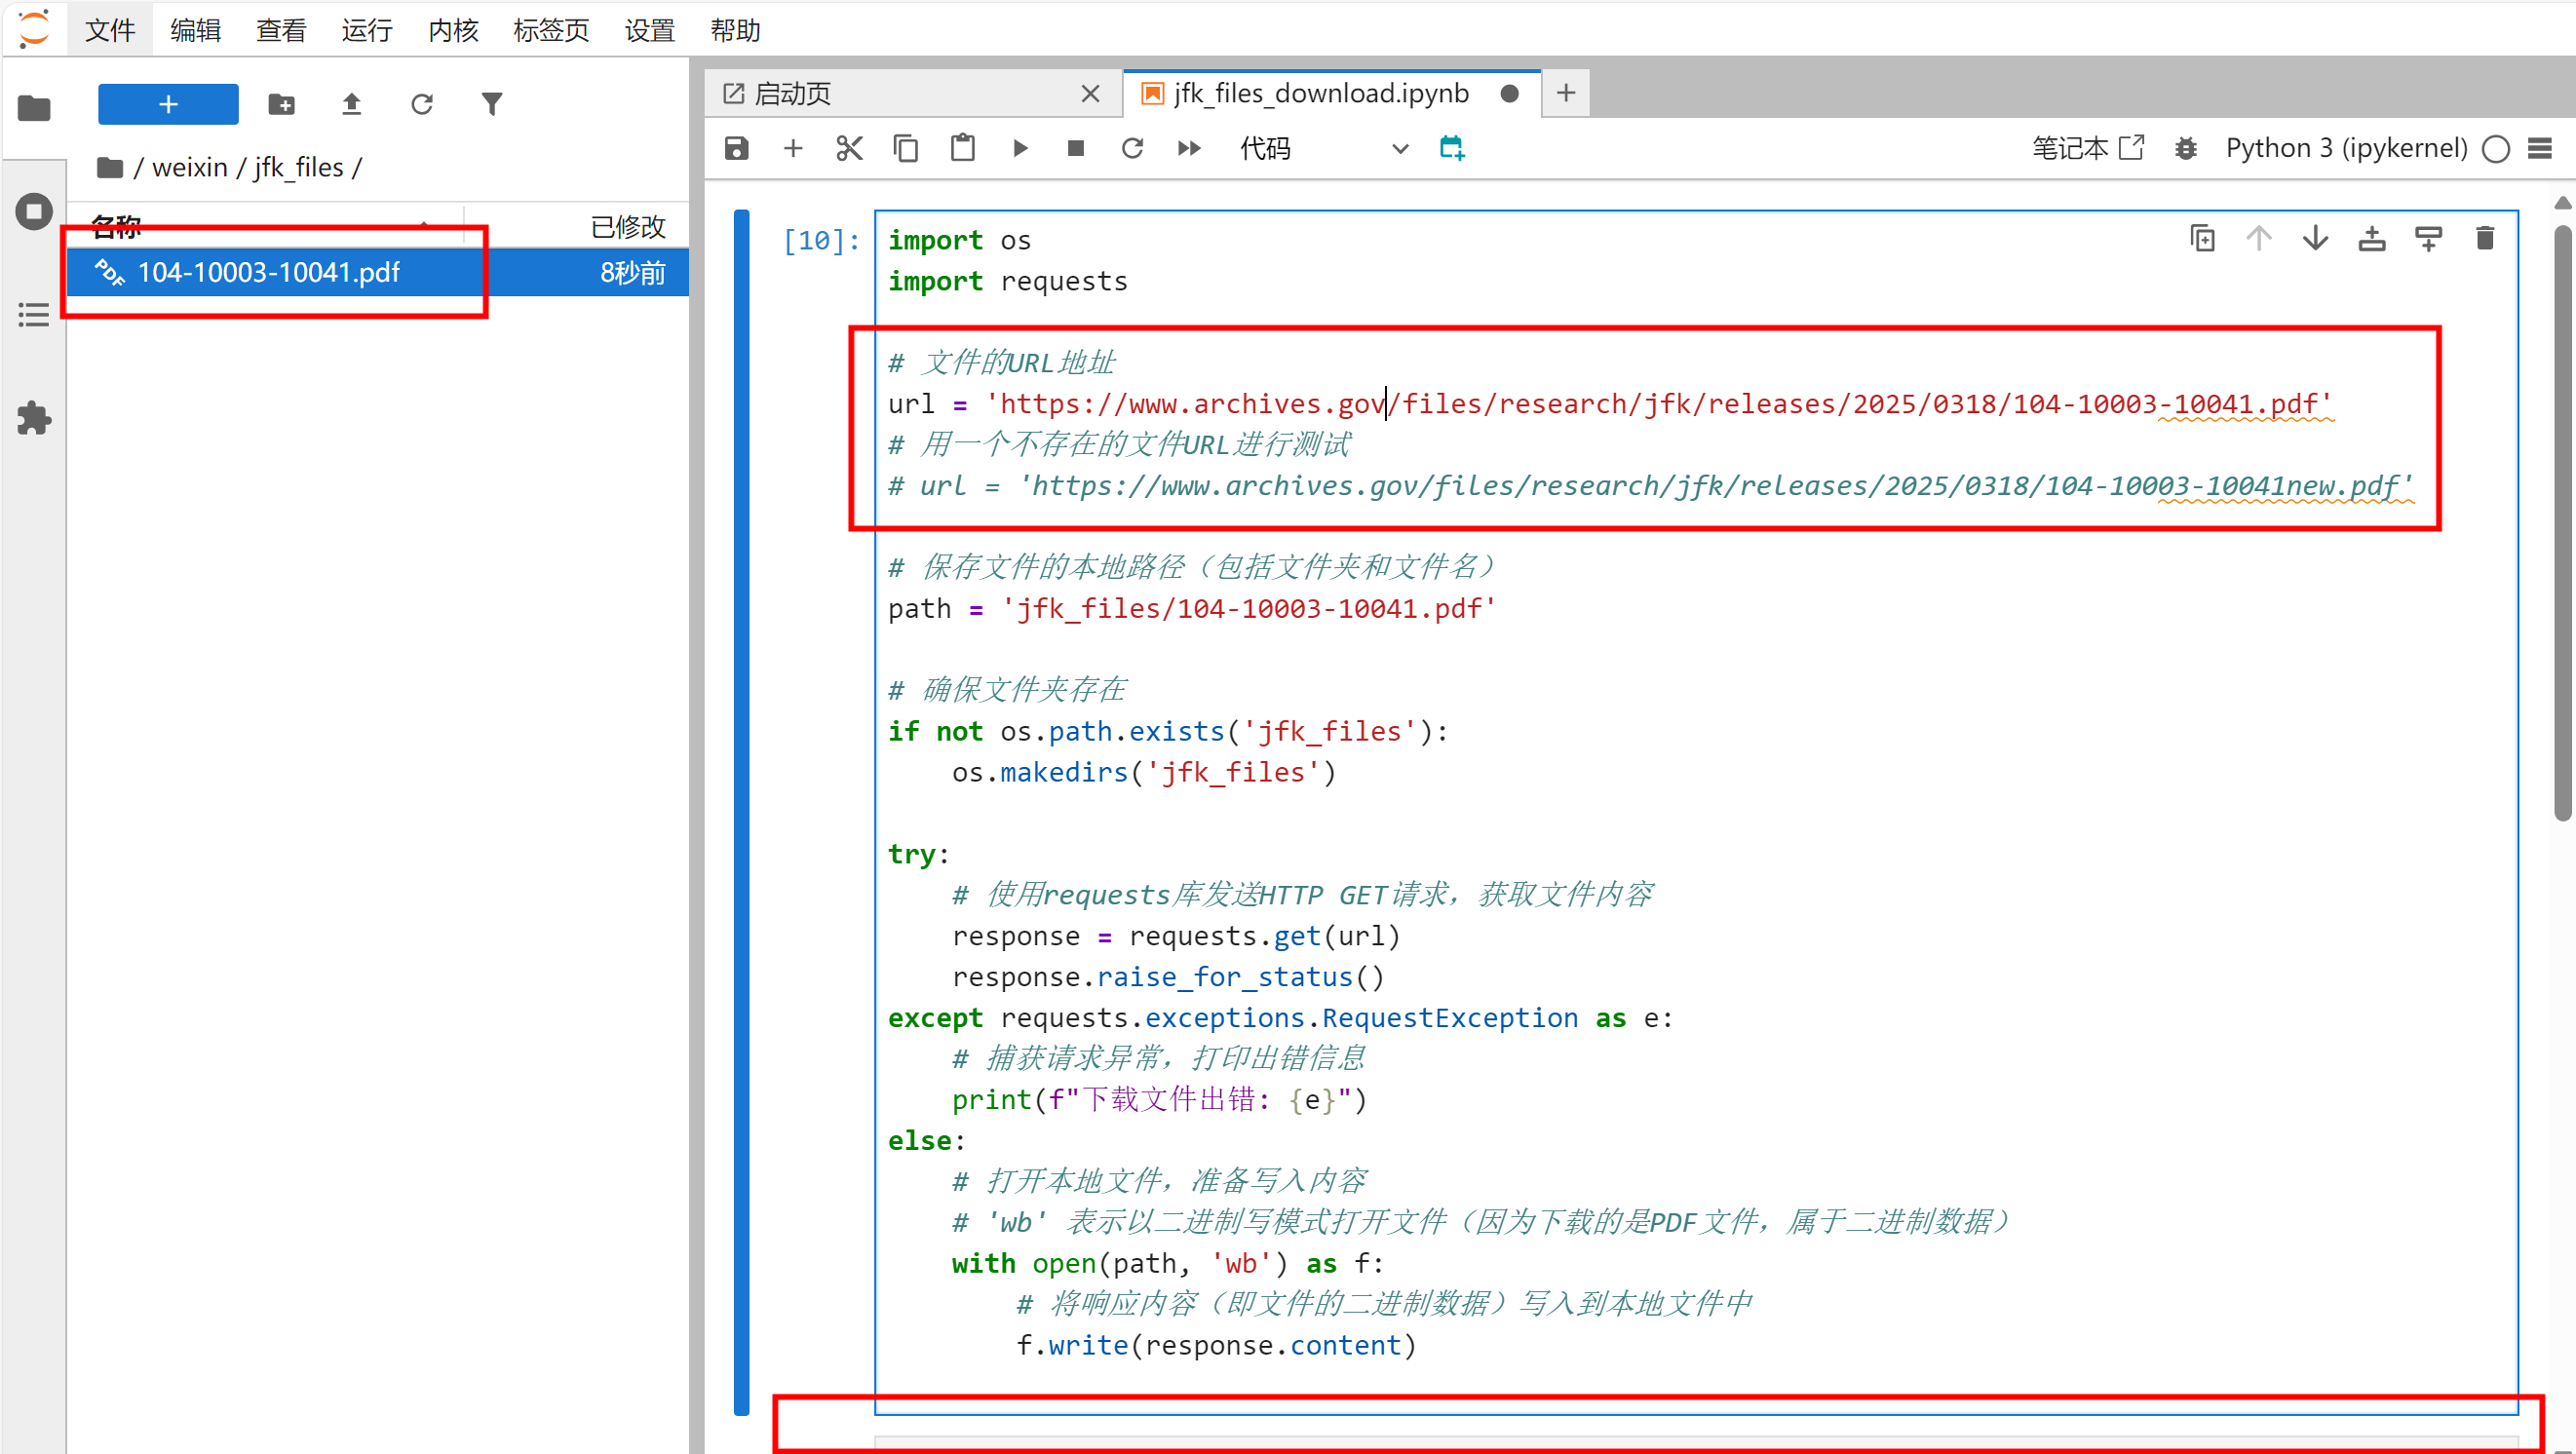 文件 编辑 查看 运行 内核 标签页 设置 帮助
/ weixin / jfk_files /
名称 已修改
PDF 104-10003-10041.pdf 8秒前
启动页 jfk_files_download.ipynb
代码 笔记本 Python 3 (ipykernel)
[10]:
import os
import requests
# 文件的URL地址
url = 'https://www.archives.gov/files/research/jfk/releases/2025/0318/104-10003-10041.pdf'
# 用一个不存在的文件URL进行测试
# url = 'https://www.archives.gov/files/research/jfk/releases/2025/0318/104-10003-10041new.pdf'
# 保存文件的本地路径（包括文件夹和文件名）
path = 'jfk_files/104-10003-10041.pdf'
# 确保文件夹存在
if not os.path.exists('jfk_files'):
    os.makedirs('jfk_files')
try:
    # 使用requests库发送HTTP GET请求，获取文件内容
    response = requests.get(url)
    response.raise_for_status()
except requests.exceptions.RequestException as e:
    # 捕获请求异常，打印出错信息
    print(f"下载文件出错: {e}")
else:
    # 打开本地文件，准备写入内容
    # 'wb' 表示以二进制写模式打开文件（因为下载的是PDF文件，属于二进制数据）
    with open(path, 'wb') as f:
        # 将响应内容（即文件的二进制数据）写入到本地文件中
        f.write(response.content)